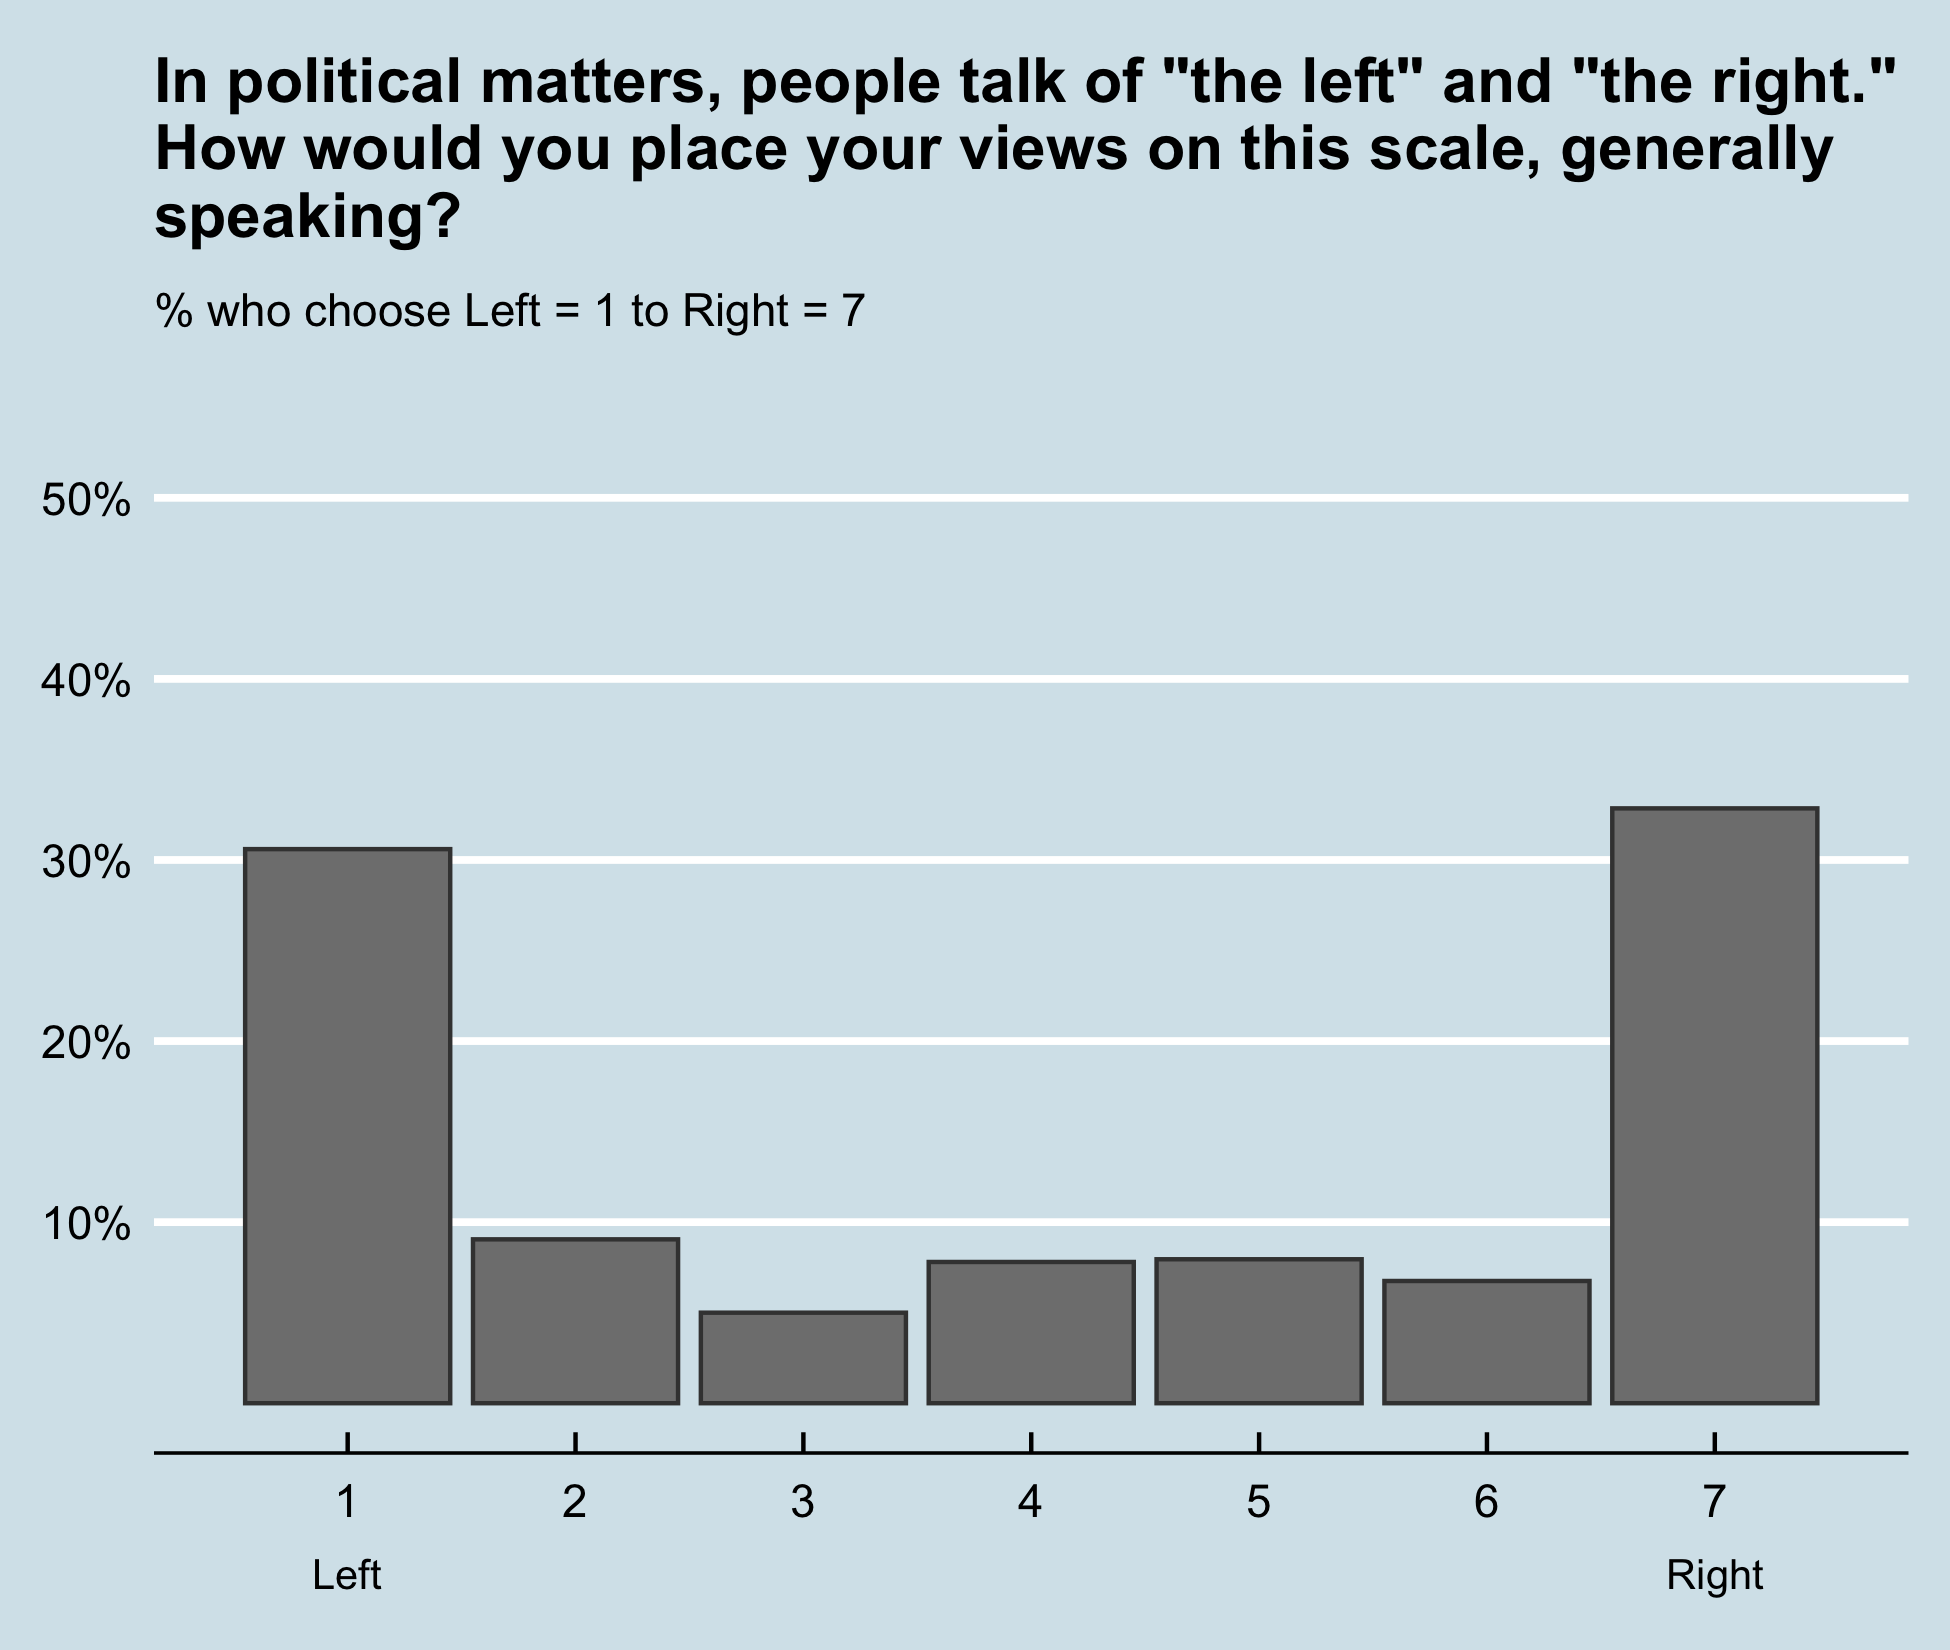 In political matters, people talk of "the left" and "the right."
How would you place your views on this scale, generally
speaking?
% who choose Left = 1 to Right = 7
50%
40%
30%
20%
10%
1 2 3 4 5 6 7
Left Right